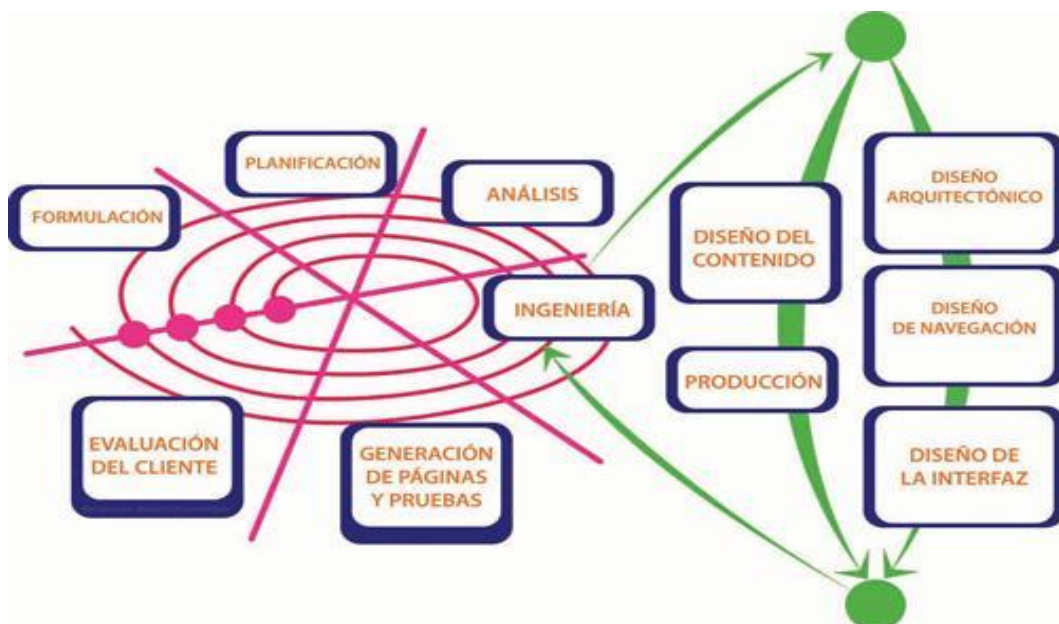 FORMULACIÓN
PLANIFICACIÓN
ANÁLISIS
INGENIERÍA
GENERACIÓN
DE PÁGINAS
Y PRUEBAS
EVALUACIÓN
DEL CLIENTE
DISEÑO DEL
CONTENIDO
PRODUCCIÓN
DISEÑO
ARQUITECTÓNICO
DISEÑO
DE NAVEGACIÓN
DISEÑO DE
LA INTERFAZ